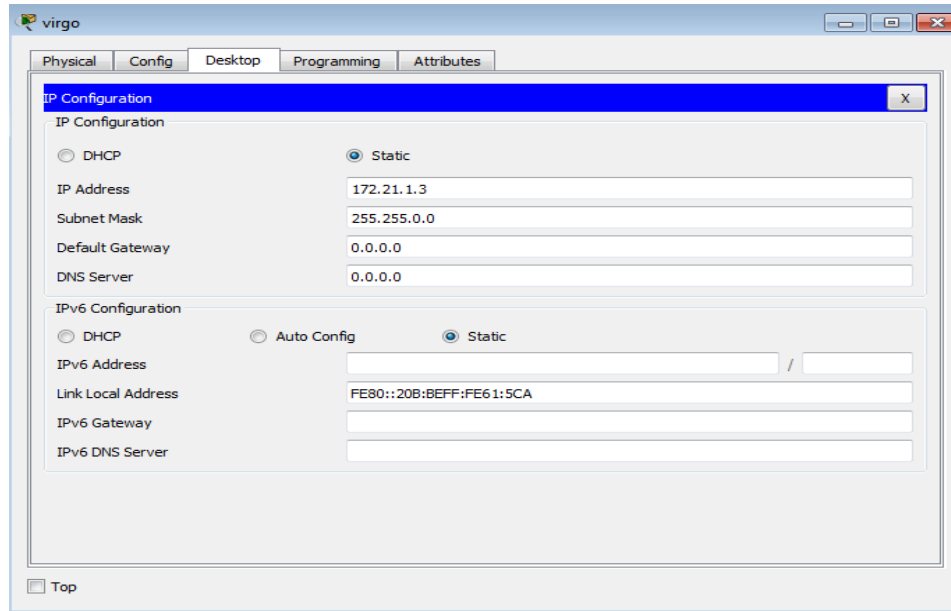 virgo
Physical Config Desktop Programming Attributes
IP Configuration X
IP Configuration
DHCP Static
IP Address 172.21.1.3
Subnet Mask 255.255.0.0
Default Gateway 0.0.0.0
DNS Server 0.0.0.0
IPv6 Configuration
DHCP Auto Config Static
IPv6 Address /
Link Local Address FE80::20B:BEFF:FE61:5CA
IPv6 Gateway
IPv6 DNS Server
Top